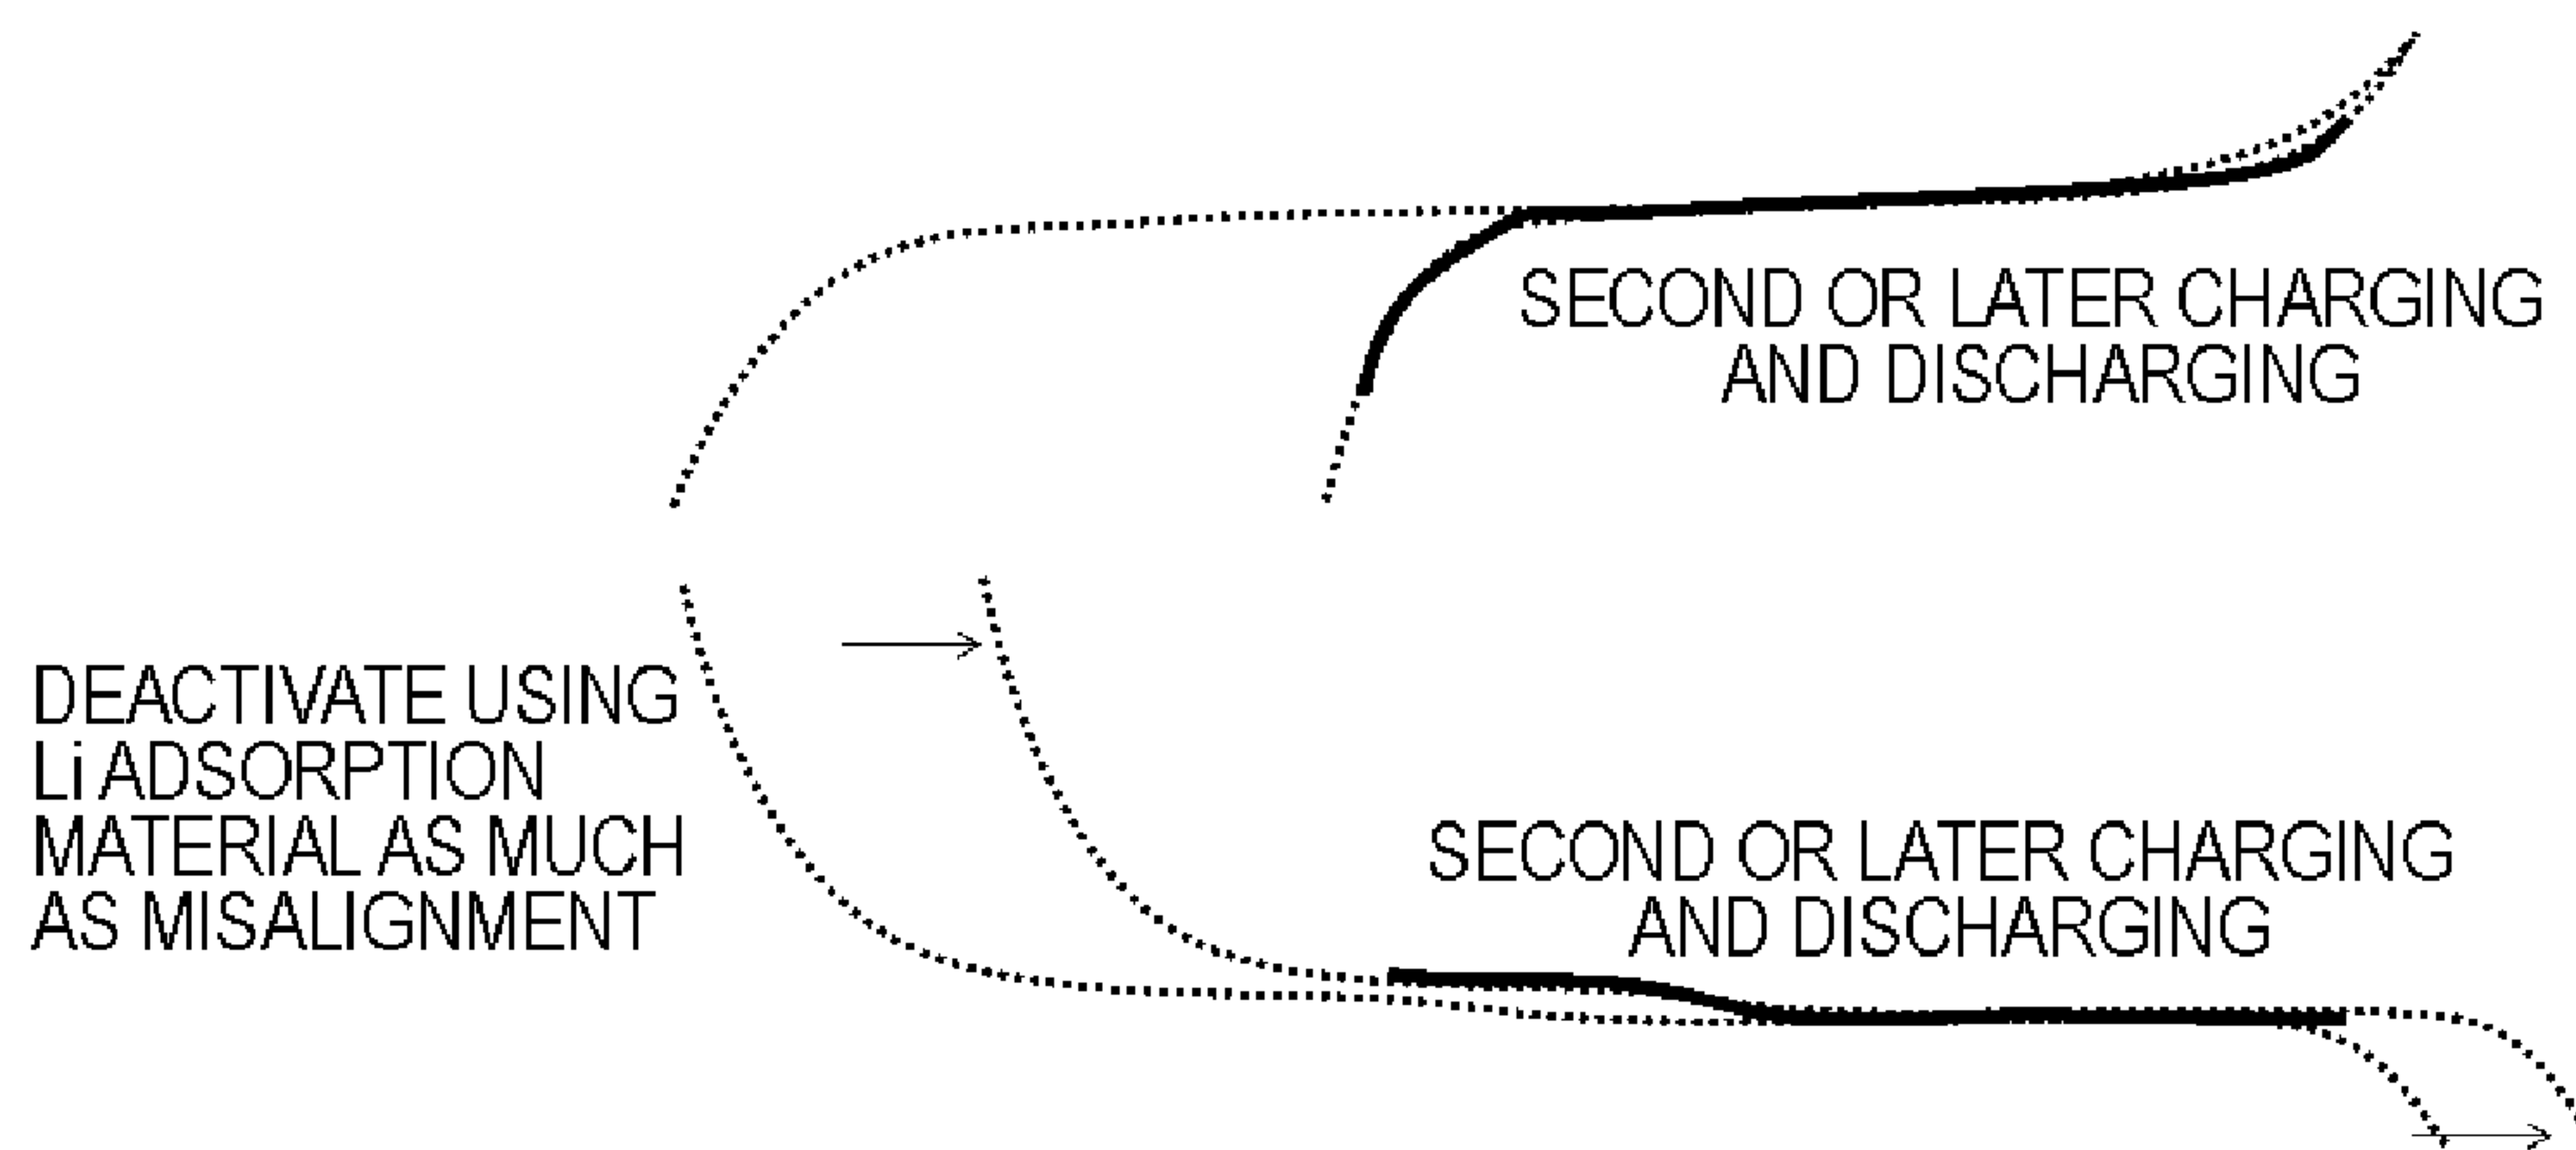 SECOND OR LATER CHARGING
AND DISCHARGING
DEACTIVATE USING
Li ADSORPTION
MATERIAL AS MUCH
AS MISALIGNMENT
SECOND OR LATER CHARGING
AND DISCHARGING